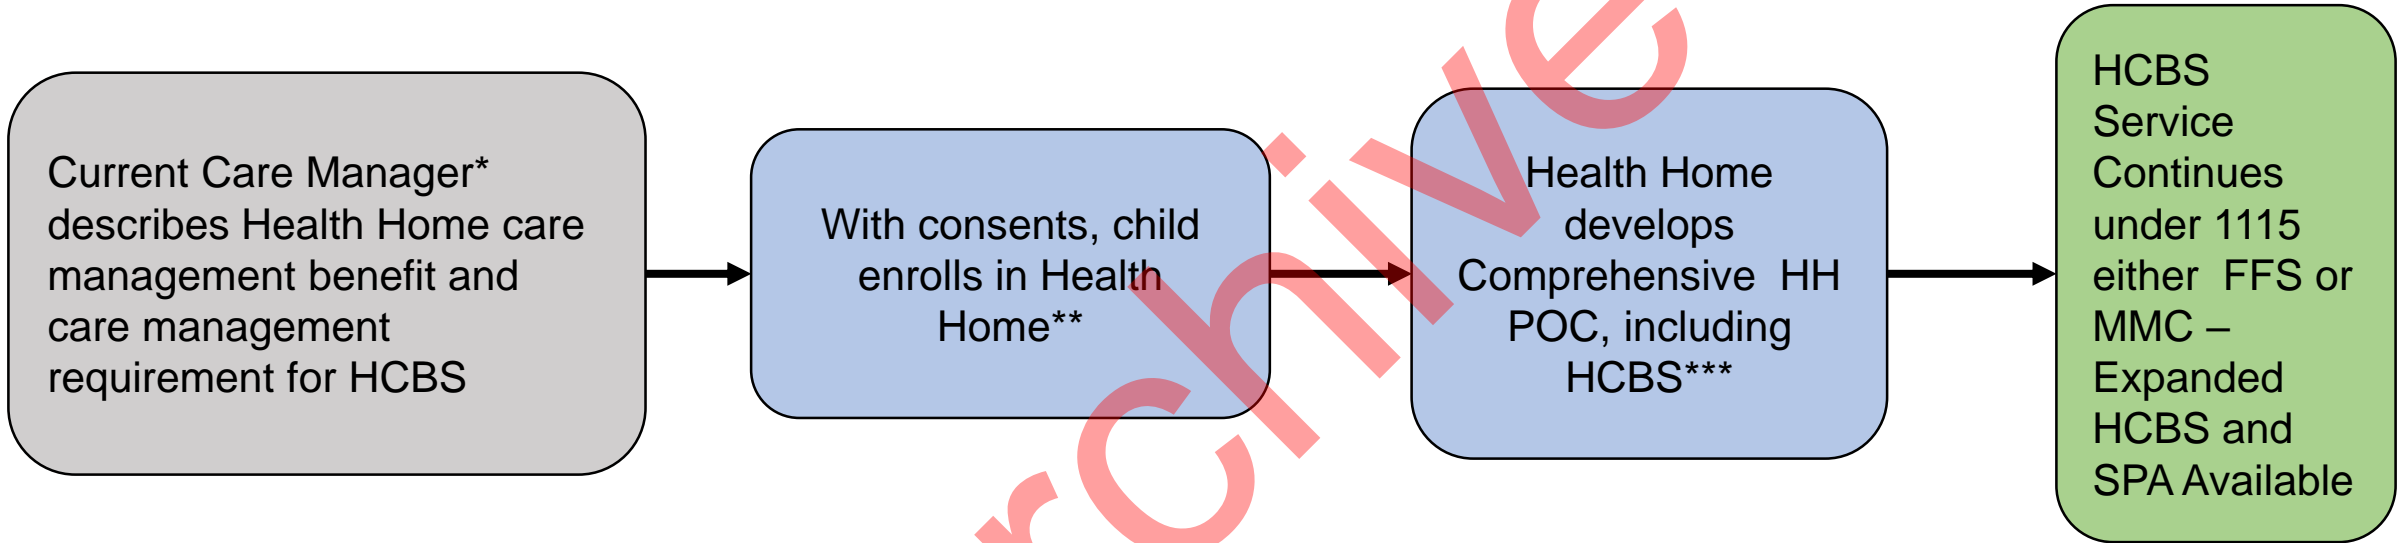 Current Care Manager*
describes Health Home care
management benefit and
care management
requirement for HCBS
With consents, child
enrolls in Health
Home**
Health Home
develops
Comprehensive HH
POC, including
HCBS***
HCBS
Service
Continues
under 1115
either FFS or
MMC –
Expanded
HCBS and
SPA Available
rchive